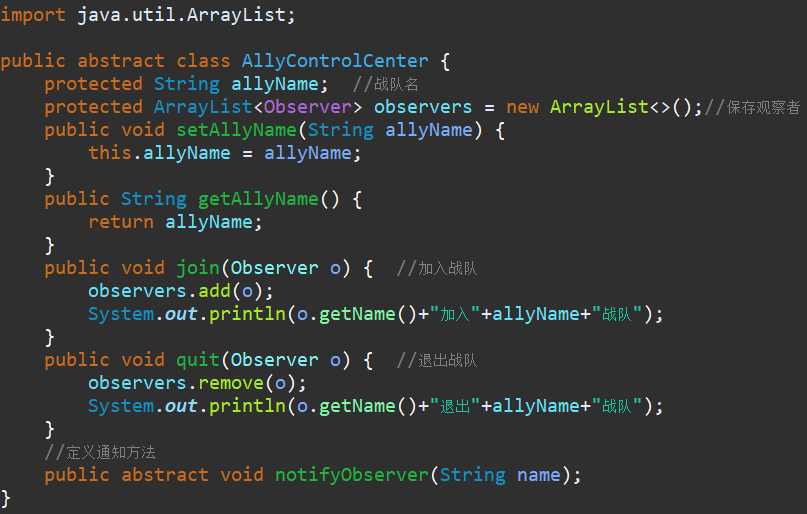 import java.util.ArrayList;
public abstract class AllyControlCenter {
    protected String allyName;  //战队名
    protected ArrayList<Observer> observers = new ArrayList<>();//保存观察者
    public void setAllyName(String allyName) {
        this.allyName = allyName;
    }
    public String getAllyName() {
        return allyName;
    }
    public void join(Observer o) {  //加入战队
        observers.add(o);
        System.out.println(o.getName()+"加入"+allyName+"战队");
    }
    public void quit(Observer o) {  //退出战队
        observers.remove(o);
        System.out.println(o.getName()+"退出"+allyName+"战队");
    }
    //定义通知方法
    public abstract void notifyObserver(String name);
}